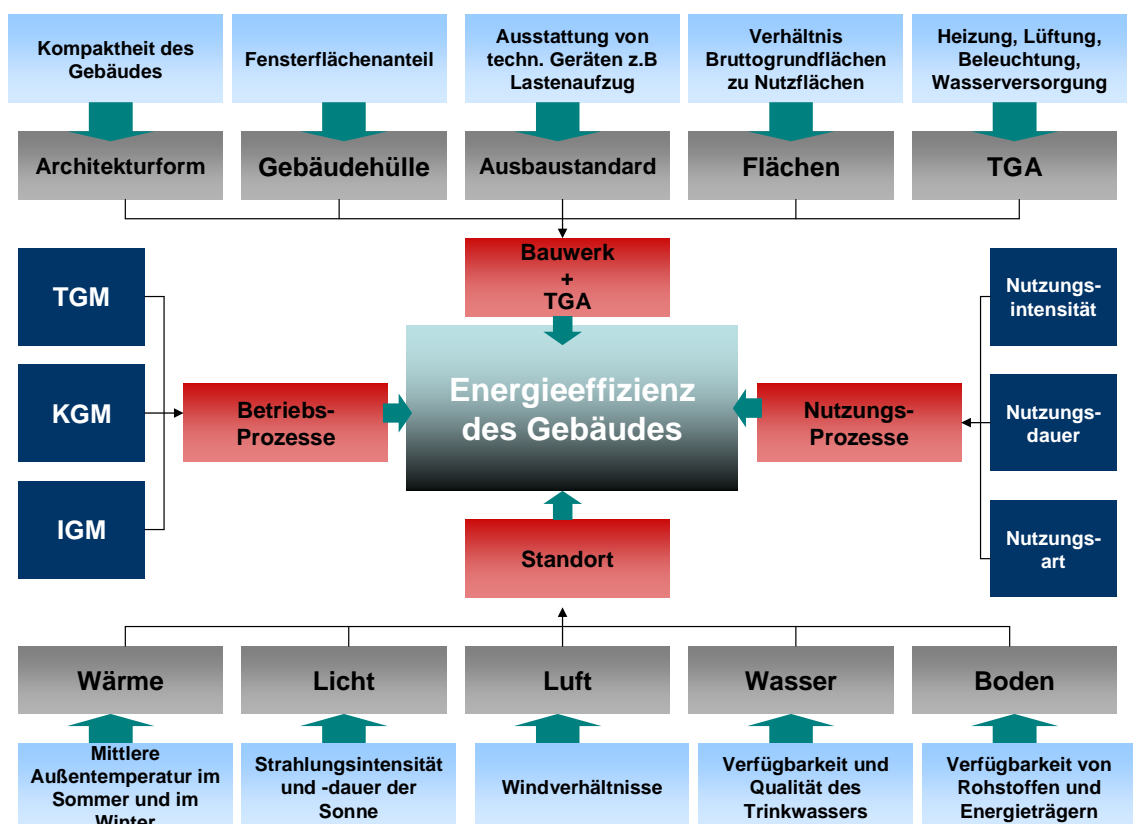 Kompaktheit des
Gebäudes
Fensterflächenanteil
Ausstattung von
techn. Geräten z.B
Lastenaufzug
Verhältnis
Bruttogrundflächen
zu Nutzflächen
Heizung, Lüftung,
Beleuchtung,
Wasserversorgung
Architekturform
Gebäudehülle
Ausbaustandard
Flächen
TGA
Bauwerk
+
TGA
TGM
KGM
IGM
Betriebs-
Prozesse
Energieeffizienz
des Gebäudes
Nutzungs-
Prozesse
Nutzungs-
intensität
Nutzungs-
dauer
Nutzungs-
art
Standort
Wärme
Licht
Luft
Wasser
Boden
Mittlere
Außentemperatur im
Sommer und im
Winter
Strahlungsintensität
und -dauer der
Sonne
Windverhältnisse
Verfügbarkeit und
Qualität des
Trinkwassers
Verfügbarkeit von
Rohstoffen und
Energieträgern